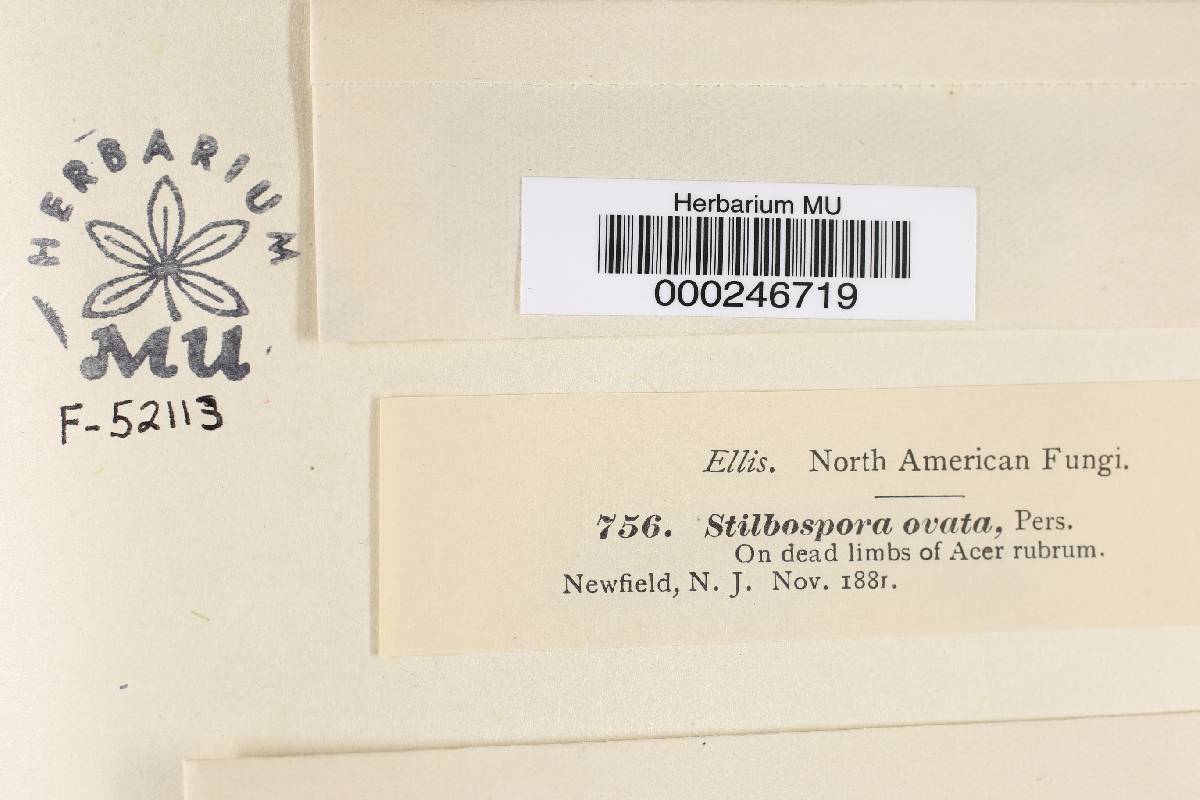 HERBARIUM
MU
F-52113
Herbarium MU
000246719
Ellis. North American Fungi.
756. Stilbospora ovata, Pers.
On dead limbs of Acer rubrum.
Newfield, N. J. Nov. 1881.